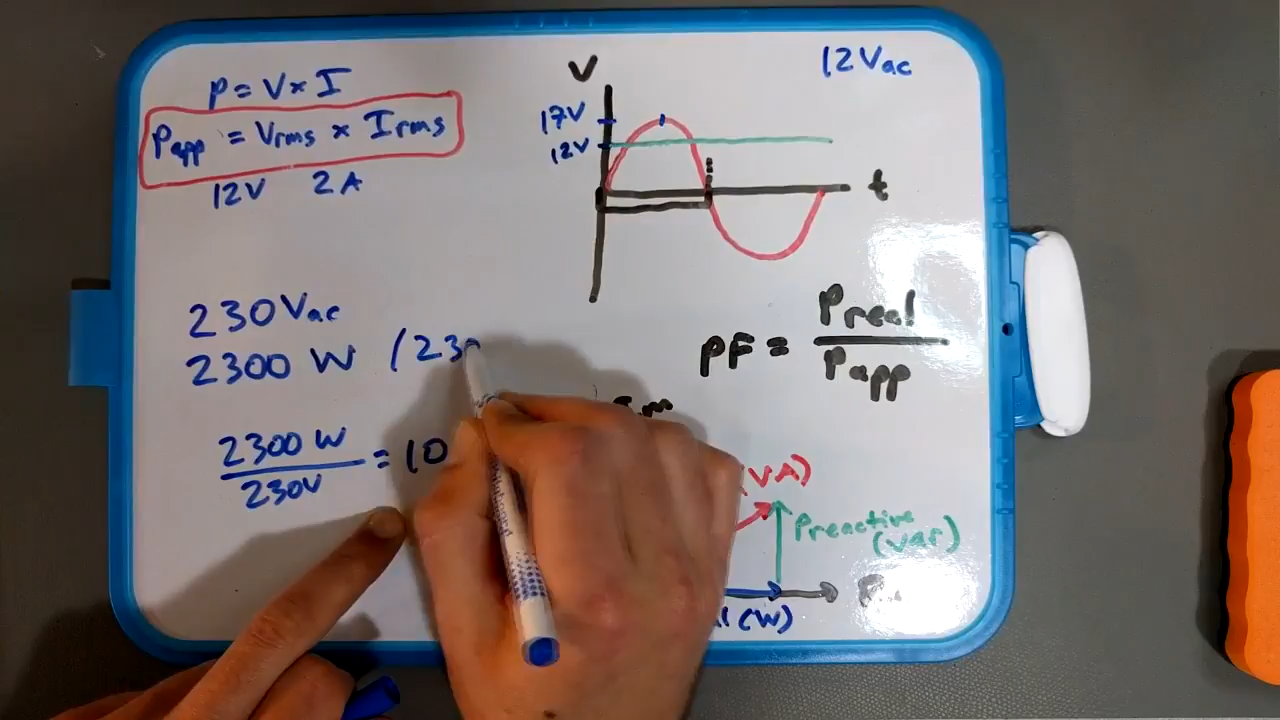 P = V x I
Papp = Vrms x Irms
12V 2A
230Vac
2300 W (23
2300 W
230V
= 10
12Vac
V
17V
12V
t
PF = Preal
Papp
(VA)
Preactive
(var)
(W)